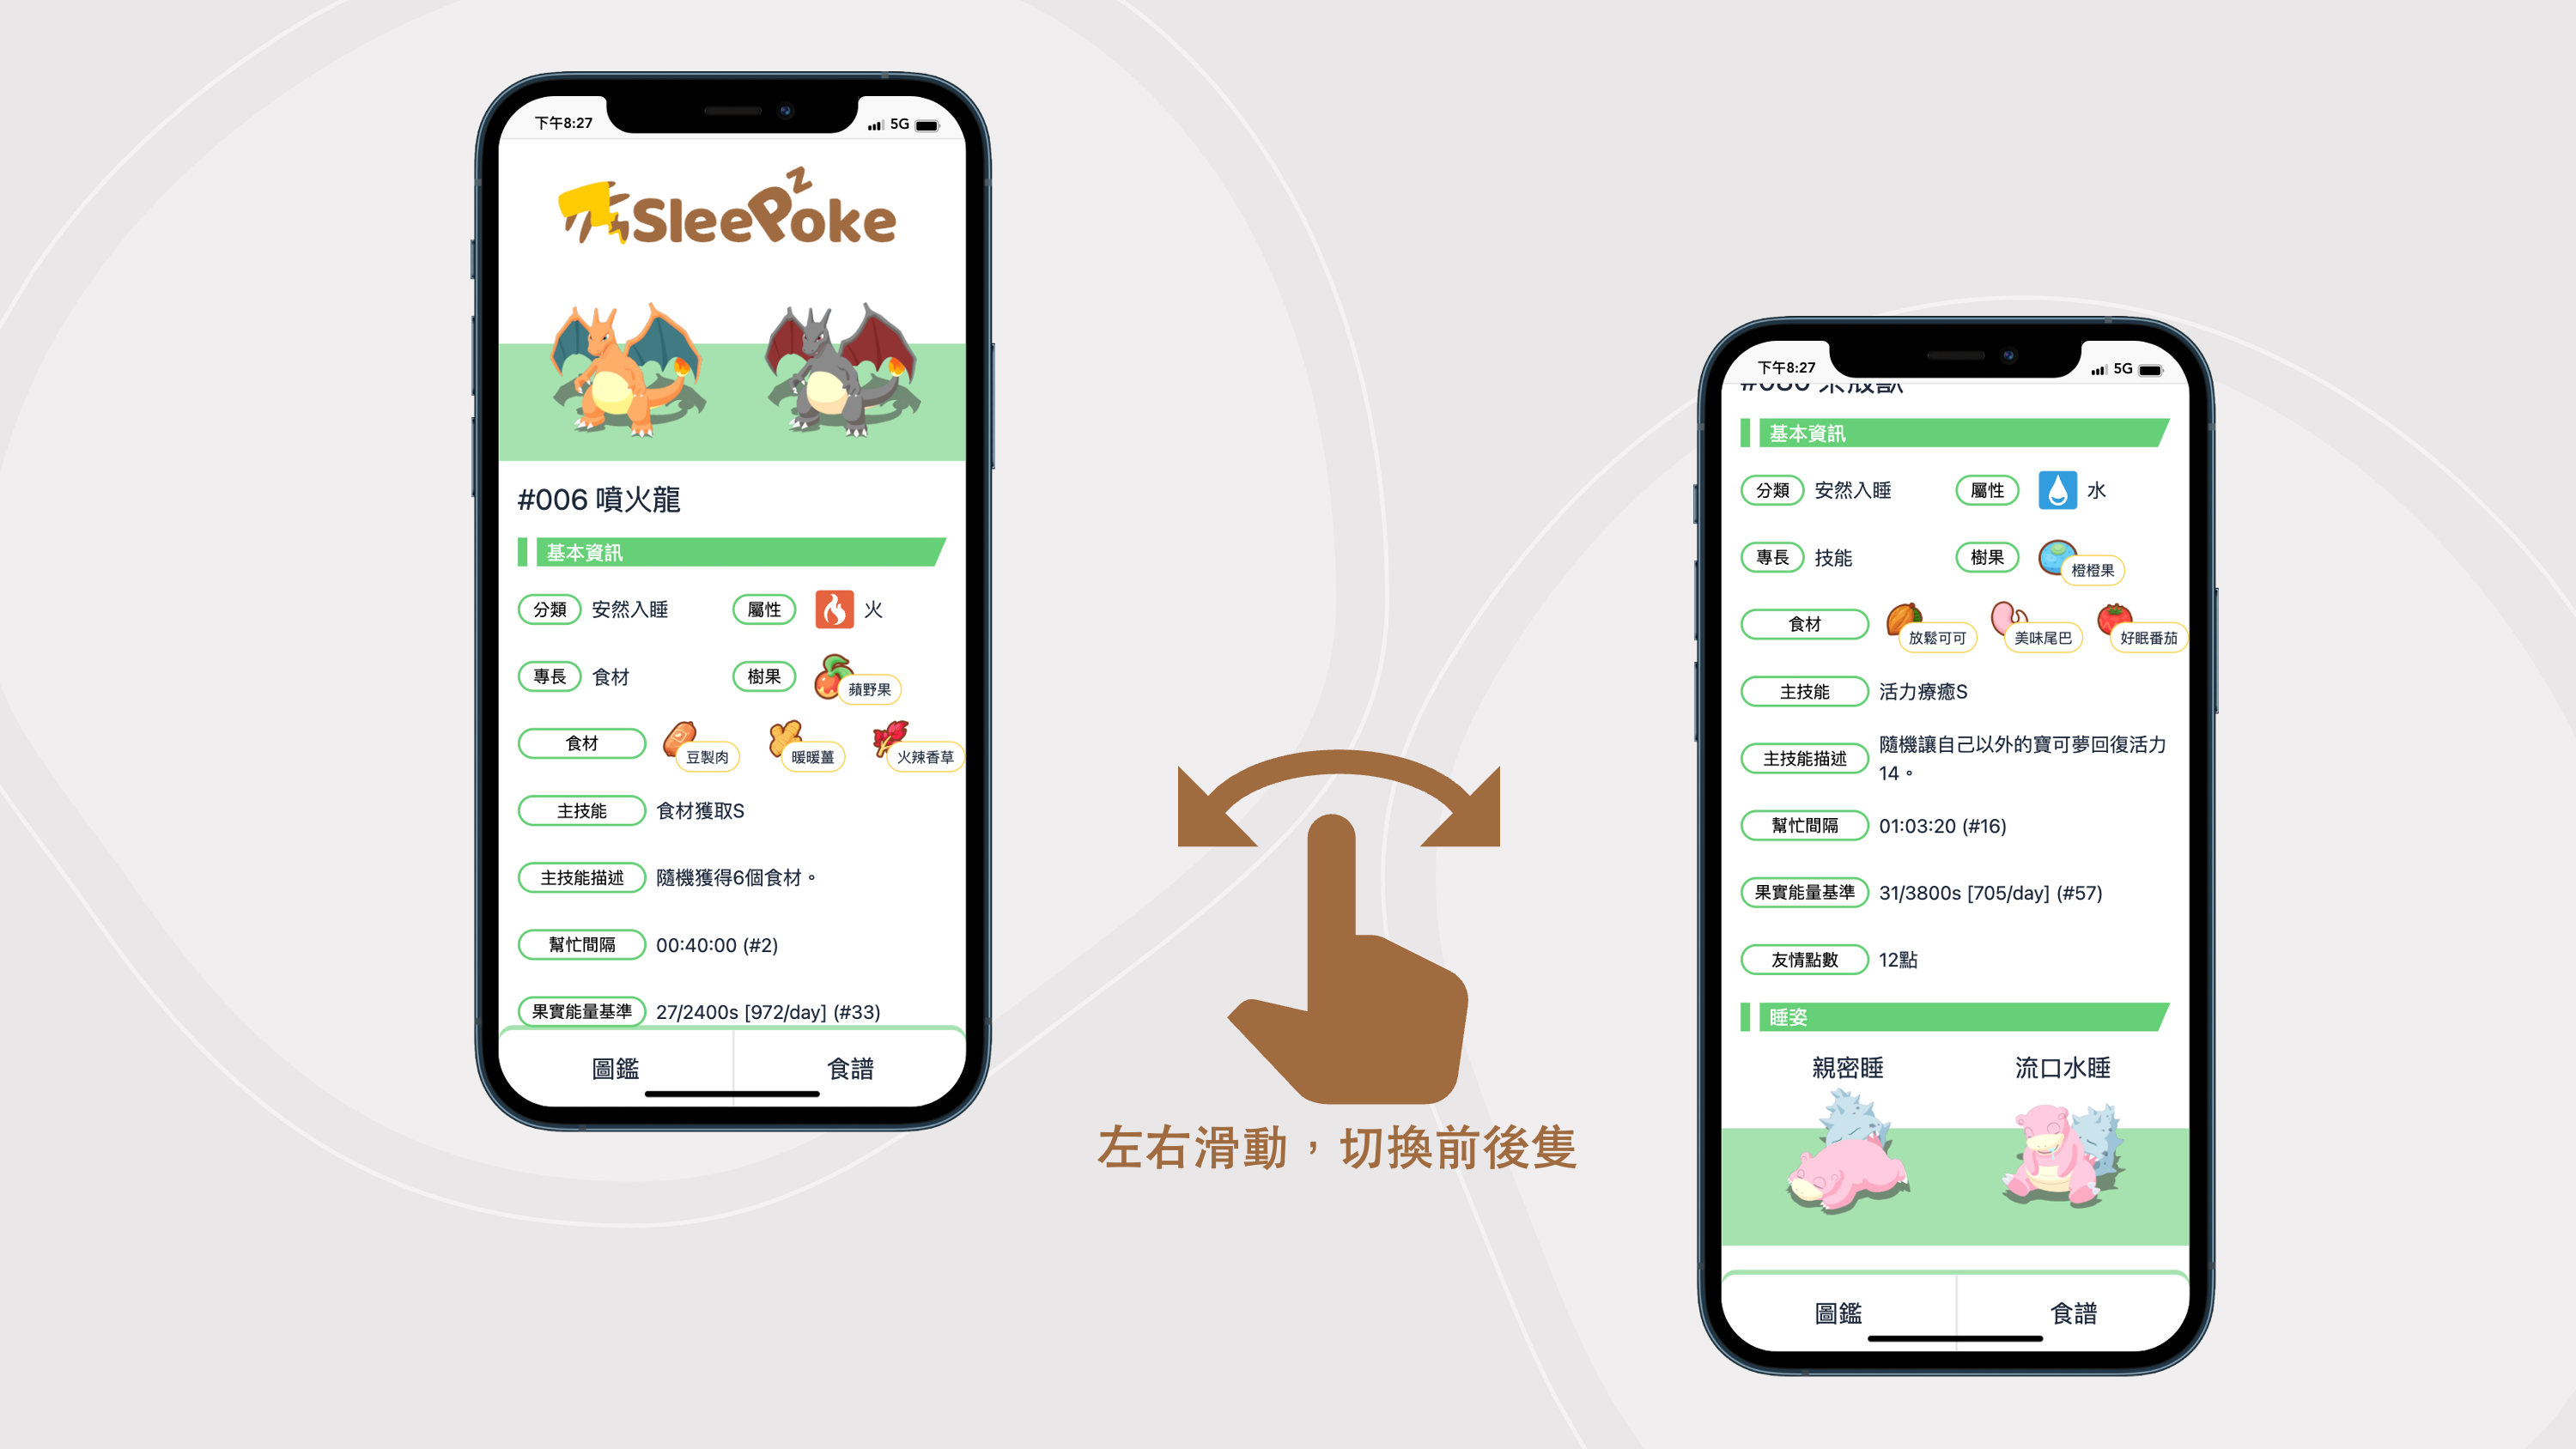 下午8:27
5G
SleePoke
z
#006 噴火龍
基本資訊
分類 安然入睡 屬性 火
專長 食材 樹果 蘋野果
食材 豆製肉 暖暖薑 火辣香草
主技能 食材獲取S
主技能描述 隨機獲得6個食材。
幫忙間隔 00:40:00 (#2)
果實能量基準 27/2400s [972/day] (#33)
圖鑑 食譜
左右滑動，切換前後隻
下午8:27
5G
#080 呆殼獸
基本資訊
分類 安然入睡 屬性 水
專長 技能 樹果 橙橙果
食材 放鬆可可 美味尾巴 好眠番茄
主技能 活力療癒S
主技能描述 隨機讓自己以外的寶可夢回復活力
14。
幫忙間隔 01:03:20 (#16)
果實能量基準 31/3800s [705/day] (#57)
友情點數 12點
睡姿
親密睡 流口水睡
圖鑑 食譜